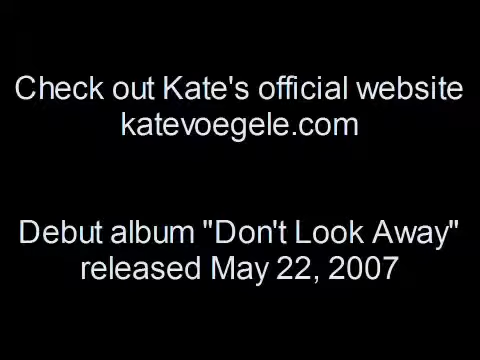 Check out Kate's official website
katevoegele.com
Debut album "Don't Look Away"
released May 22, 2007